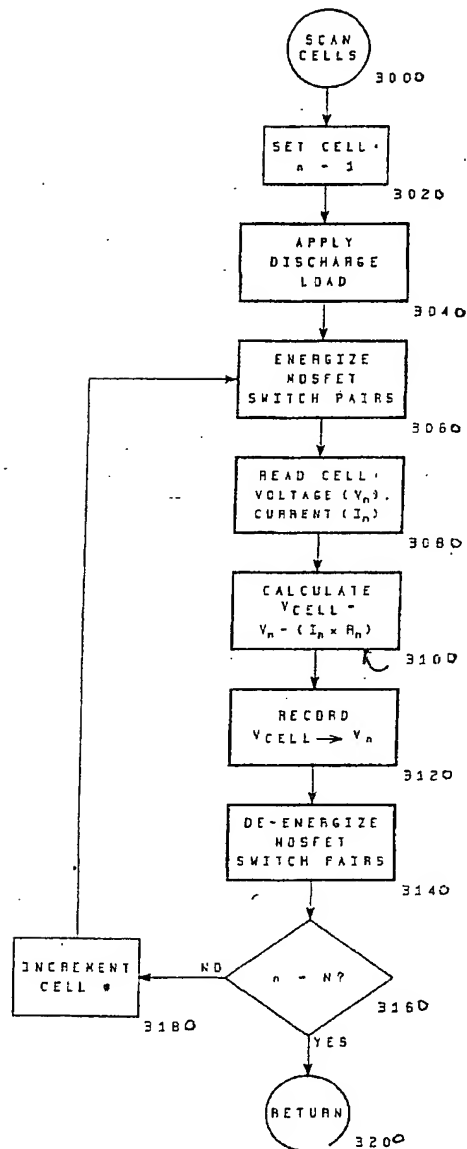 SCAN
CELLS
3000
SET CELL:
n = 1
3020
APPLY
DISCHARGE
LOAD
3040
ENERGIZE
MOSFET
SWITCH PAIRS
3060
READ CELL:
VOLTAGE (Vn),
CURRENT (In)
3080
CALCULATE
VCELL =
Vn - (In × Rn)
3100
RECORD
VCELL → Vn
3120
DE-ENERGIZE
MOSFET
SWITCH PAIRS
3140
n = N?
3160
NO
INCREMENT
CELL #
3180
YES
RETURN
3200